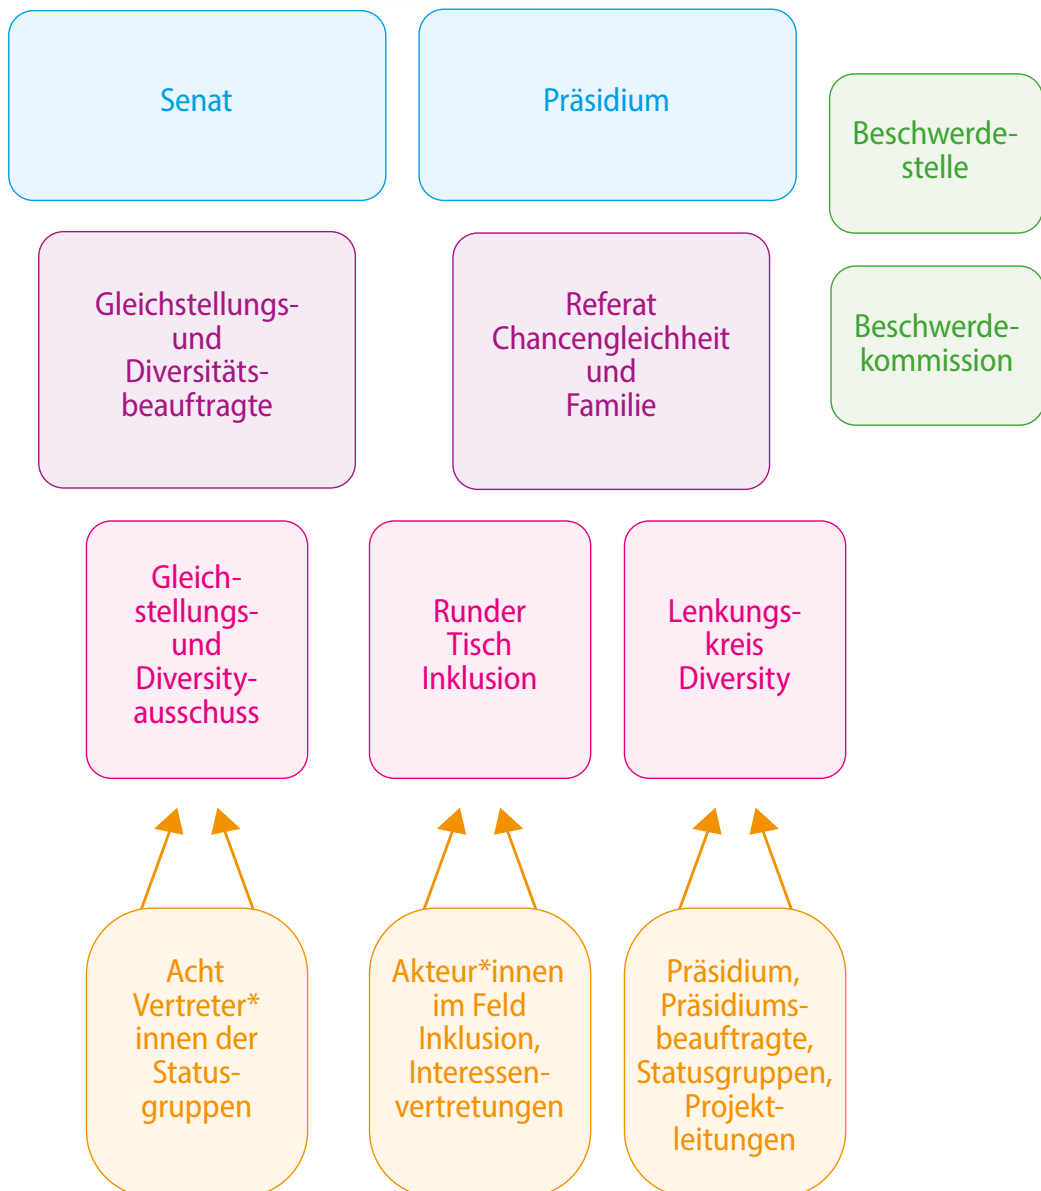 Senat
Präsidium
Beschwerde-
stelle
Gleichstellungs-
und
Diversitäts-
beauftragte
Referat
Chancengleichheit
und
Familie
Beschwerde-
kommission
Gleich-
stellungs-
und
Diversity-
ausschuss
Runder
Tisch
Inklusion
Lenkungs-
kreis
Diversity
Acht
Vertreter*
innen der
Status-
gruppen
Akteur*innen
im Feld
Inklusion,
Interessen-
vertretungen
Präsidium,
Präsidiums-
beauftragte,
Statusgruppen,
Projekt-
leitungen